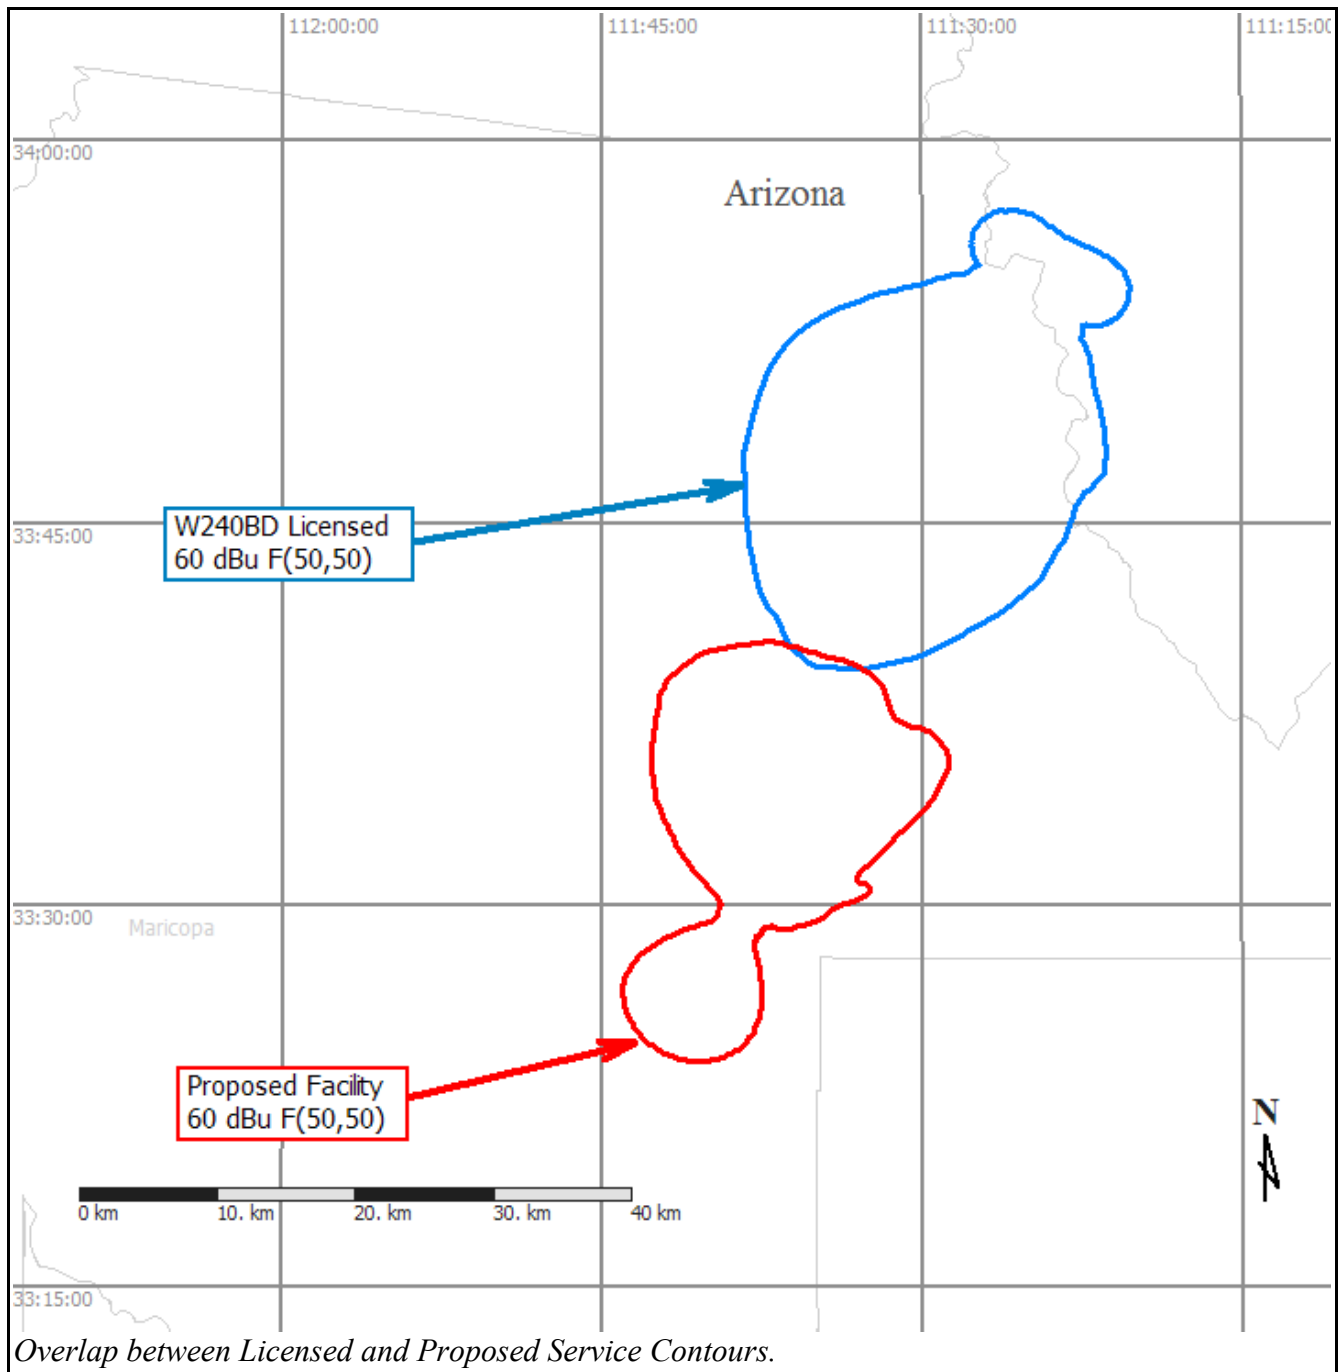 112:00:00
111:45:00
111:30:00
111:15:00
34:00:00
Arizona
W240BD Licensed
60 dBu F(50,50)
33:45:00
33:30:00
Maricopa
Proposed Facility
60 dBu F(50,50)
N
0 km
10. km
20. km
30. km
40 km
33:15:00
Overlap between Licensed and Proposed Service Contours.